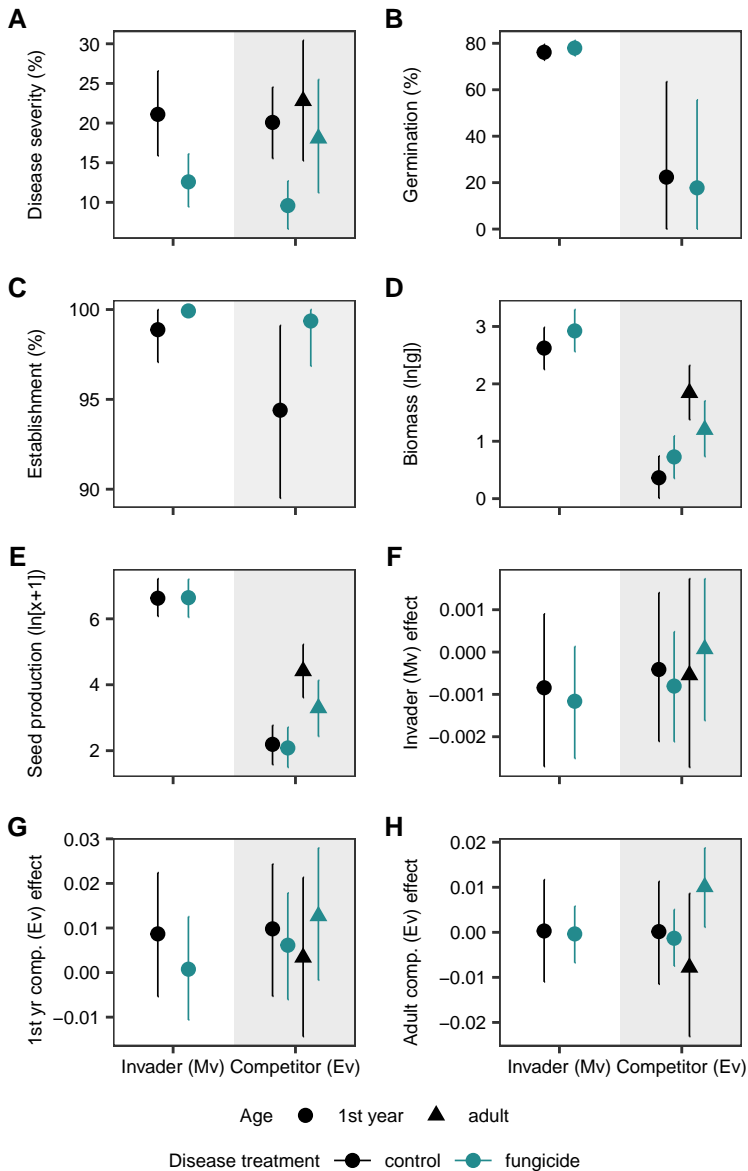 A
Disease severity (%)
30
25
20
15
10
B
Germination (%)
80
60
40
20
0
C
Establishment (%)
100
95
90
D
Biomass (ln[g])
3
2
1
0
E
Seed production (ln[x+1])
6
4
2
F
Invader (Mv) effect
0.001
0.000
−0.001
−0.002
G
1st yr comp. (Ev) effect
0.03
0.02
0.010
0.00
−0.01
Invader (Mv) Competitor (Ev)
H
Adult comp. (Ev) effect
0.02
0.01
0.00
−0.01
−0.02
Invader (Mv) Competitor (Ev)
Age 1st year adult
Disease treatment control fungicide